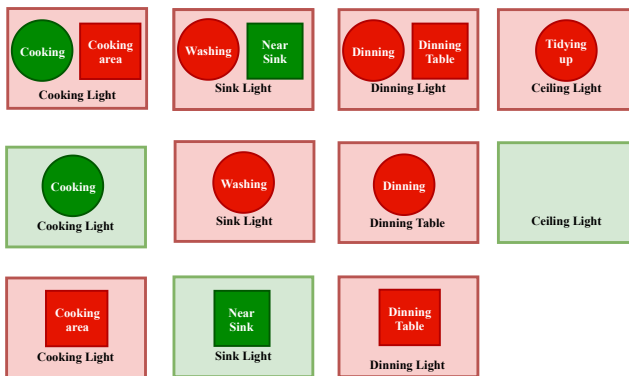 Cooking
Cooking
area
Cooking Light
Washing
Near
Sink
Sink Light
Dinning
Dinning
Table
Dinning Light
Tidying
up
Ceiling Light
Cooking
Cooking Light
Washing
Sink Light
Dinning
Dinning Table
Ceiling Light
Cooking
area
Cooking Light
Near
Sink
Sink Light
Dinning
Table
Dinning Light